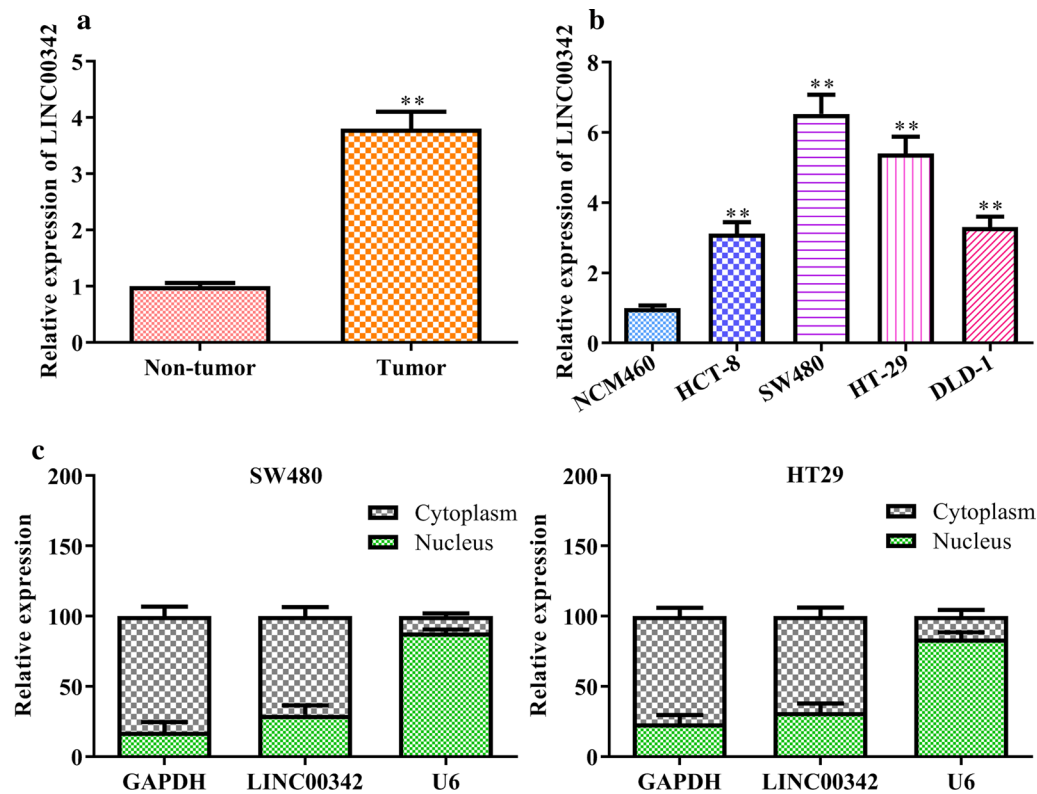 a
Relative expression of LINC00342
5
4
3
2
1
0
**
Non-tumor Tumor
b
Relative expression of LINC00342
8
6
4
2
0
** ** ** **
NCM460 HCT-8 SW480 HT-29 DLD-1
c
SW480
Relative expression
200
150
100
50
0
Cytoplasm
Nucleus
GAPDH LINC00342 U6
HT29
Relative expression
200
150
100
50
0
Cytoplasm
Nucleus
GAPDH LINC00342 U6